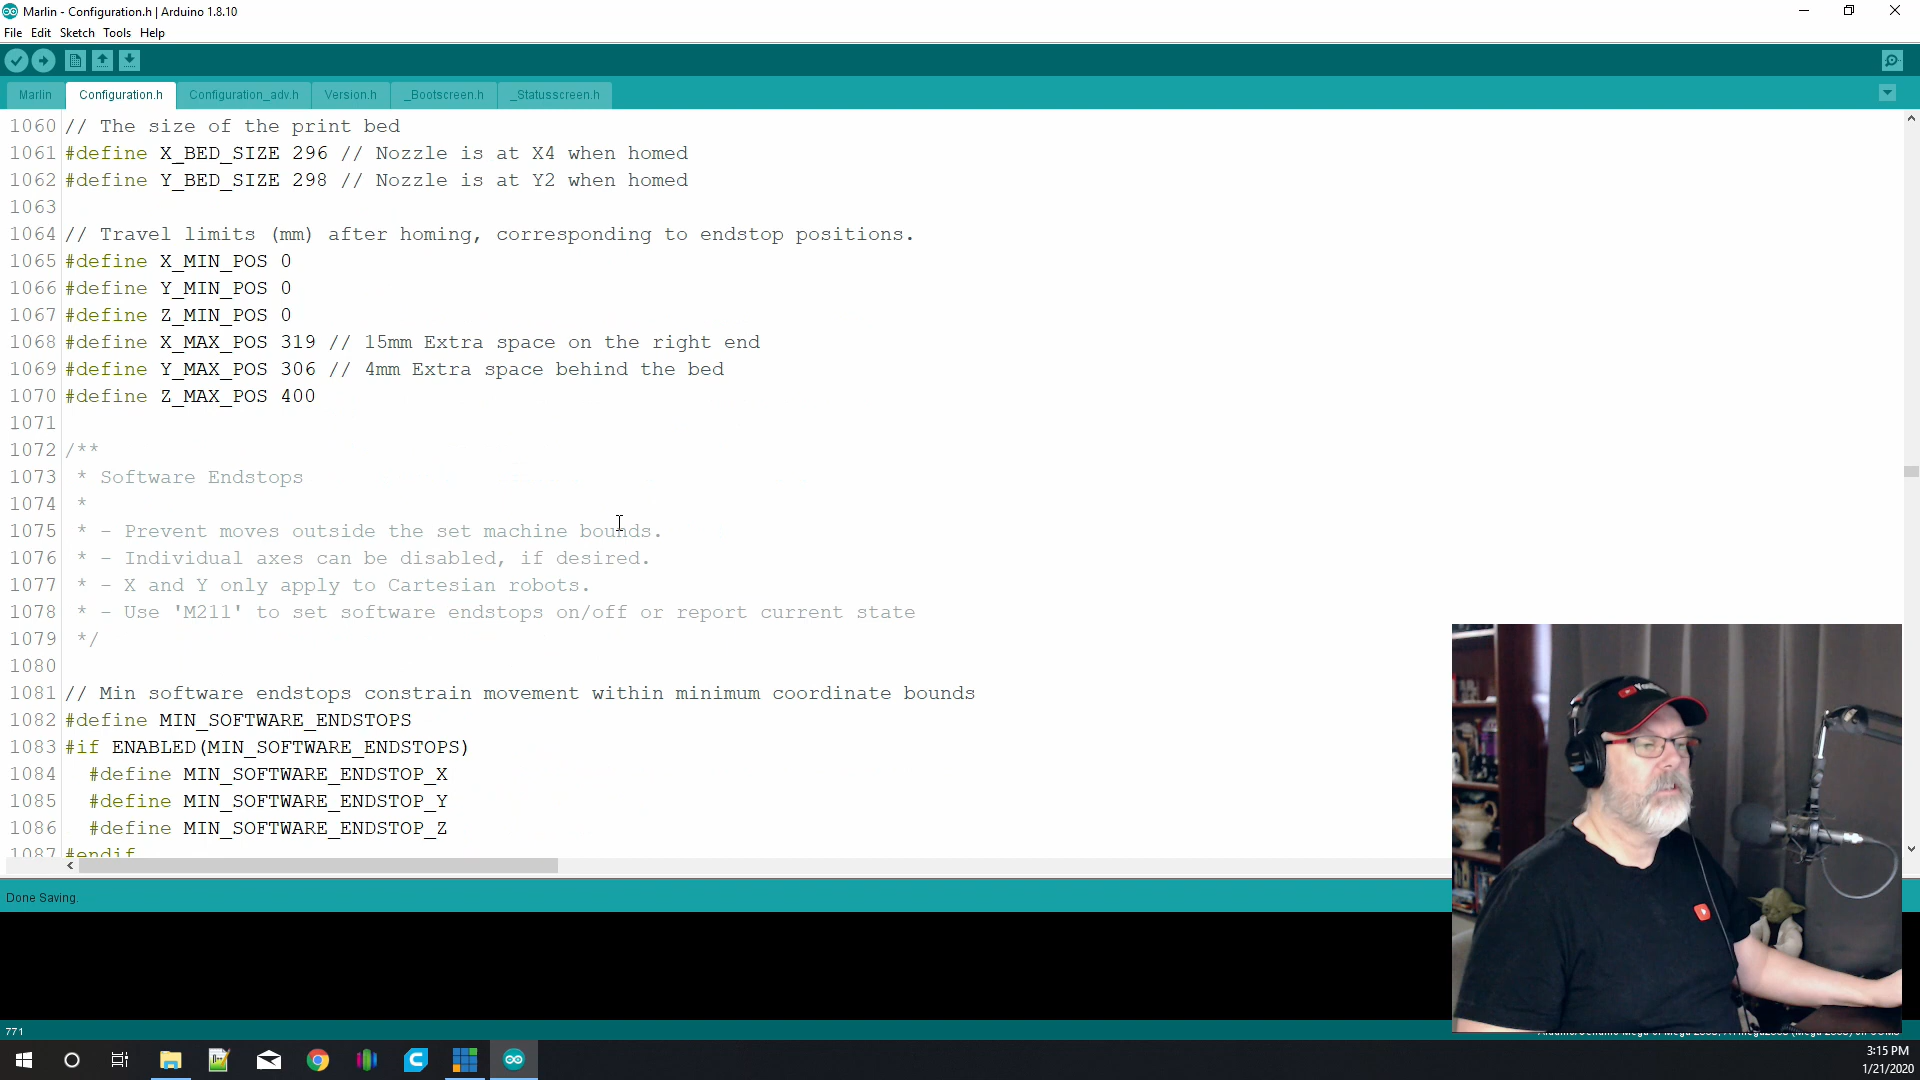 Marlin - Configuration.h | Arduino 1.8.10
File Edit Sketch Tools Help
Marlin Configuration.h Configuration_adv.h Version.h _Bootscreen.h _Statusscreen.h
1060 // The size of the print bed
1061 #define X_BED_SIZE 296 // Nozzle is at X4 when homed
1062 #define Y_BED_SIZE 298 // Nozzle is at Y2 when homed
1063
1064 // Travel limits (mm) after homing, corresponding to endstop positions.
1065 #define X_MIN_POS 0
1066 #define Y_MIN_POS 0
1067 #define Z_MIN_POS 0
1068 #define X_MAX_POS 319 // 15mm Extra space on the right end
1069 #define Y_MAX_POS 306 // 4mm Extra space behind the bed
1070 #define Z_MAX_POS 400
1071
1072 /**
1073 * Software Endstops
1074 *
1075 * - Prevent moves outside the set machine bounds.
1076 * - Individual axes can be disabled, if desired.
1077 * - X and Y only apply to Cartesian robots.
1078 * - Use 'M211' to set software endstops on/off or report current state
1079 */
1080
1081 // Min software endstops constrain movement within minimum coordinate bounds
1082 #define MIN_SOFTWARE_ENDSTOPS
1083 #if ENABLED(MIN_SOFTWARE_ENDSTOPS)
1084 #define MIN_SOFTWARE_ENDSTOP_X
1085 #define MIN_SOFTWARE_ENDSTOP_Y
1086 #define MIN_SOFTWARE_ENDSTOP_Z
1087 #endif
Done Saving.
771
3:15 PM
1/21/2020